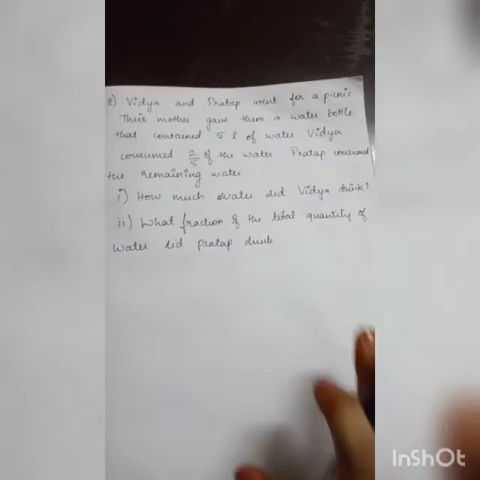 8) Vidya and Pratap went for a picnic
Their mother gave them a water bottle
that contained 5 l of water. Vidya
consumed 2/5 of the water Pratap consumed
the remaining water
i) How much water did Vidya drink?
ii) What fraction of the total quantity of
water did pratap drink
InShOt